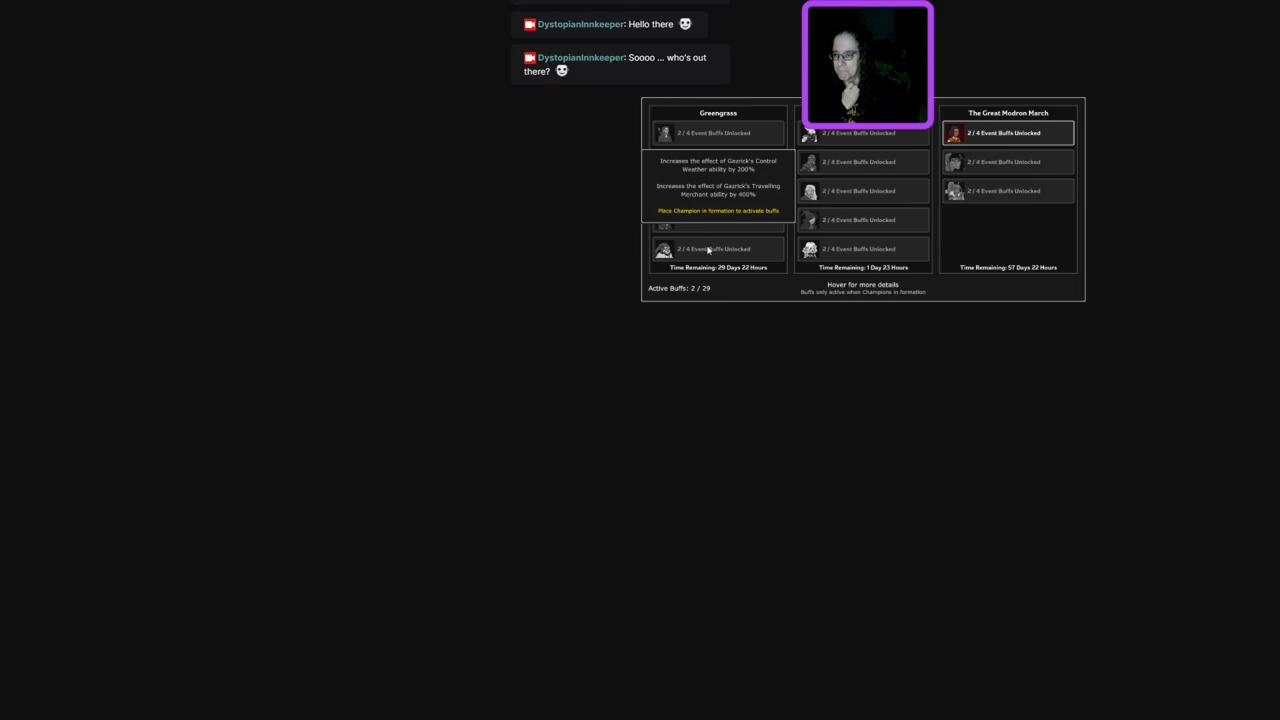 DystopianInnkeeper: Hello there
DystopianInnkeeper: Soooo ... who's out
there?
Greengrass
2 / 4 Event Buffs Unlocked
Increases the effect of Gazrick's Control
Weather ability by 200%
Increases the effect of Gazrick's Travelling
Merchant ability by 400%
Place Champion in formation to activate buffs
2 / 4 Event Buffs Unlocked
Time Remaining: 29 Days 22 Hours
2 / 4 Event Buffs Unlocked
2 / 4 Event Buffs Unlocked
2 / 4 Event Buffs Unlocked
2 / 4 Event Buffs Unlocked
2 / 4 Event Buffs Unlocked
Time Remaining: 1 Day 23 Hours
The Great Modron March
2 / 4 Event Buffs Unlocked
2 / 4 Event Buffs Unlocked
2 / 4 Event Buffs Unlocked
Time Remaining: 57 Days 22 Hours
Active Buffs: 2 / 29
Hover for more details
Buffs only active when Champions in formation